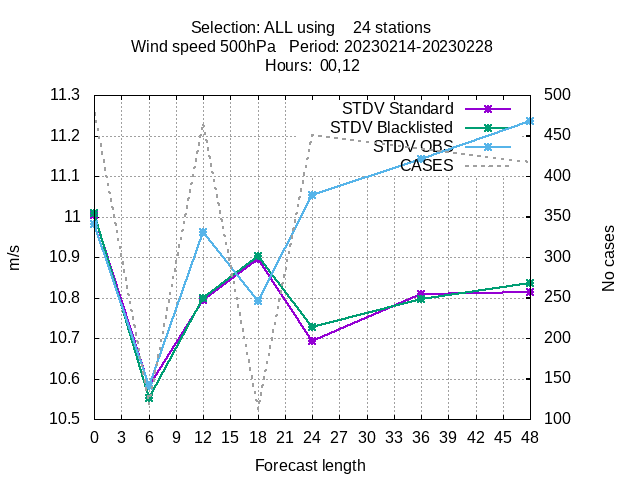 Selection: ALL using    24 stations
Wind speed 500hPa   Period: 20230214-20230228
Hours:  00,12
11.3
11.2
11.1
11
10.9
10.8
10.7
10.6
10.5
m/s
STDV Standard
STDV Blacklisted
STDV OBS
CASES
500
450
400
350
300
250
200
150
100
No cases
0 3 6 9 12 15 18 21 24 27 30 33 36 39 42 45 48
Forecast length